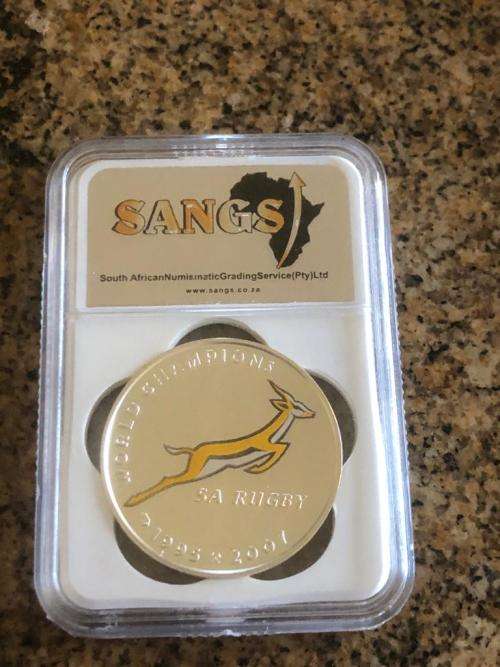 SANGS
South AfricanNumismaticGradingService(Pty)Ltd
www.sangs.co.za
WORLD CHAMPIONS
SA RUGBY
1995 2007